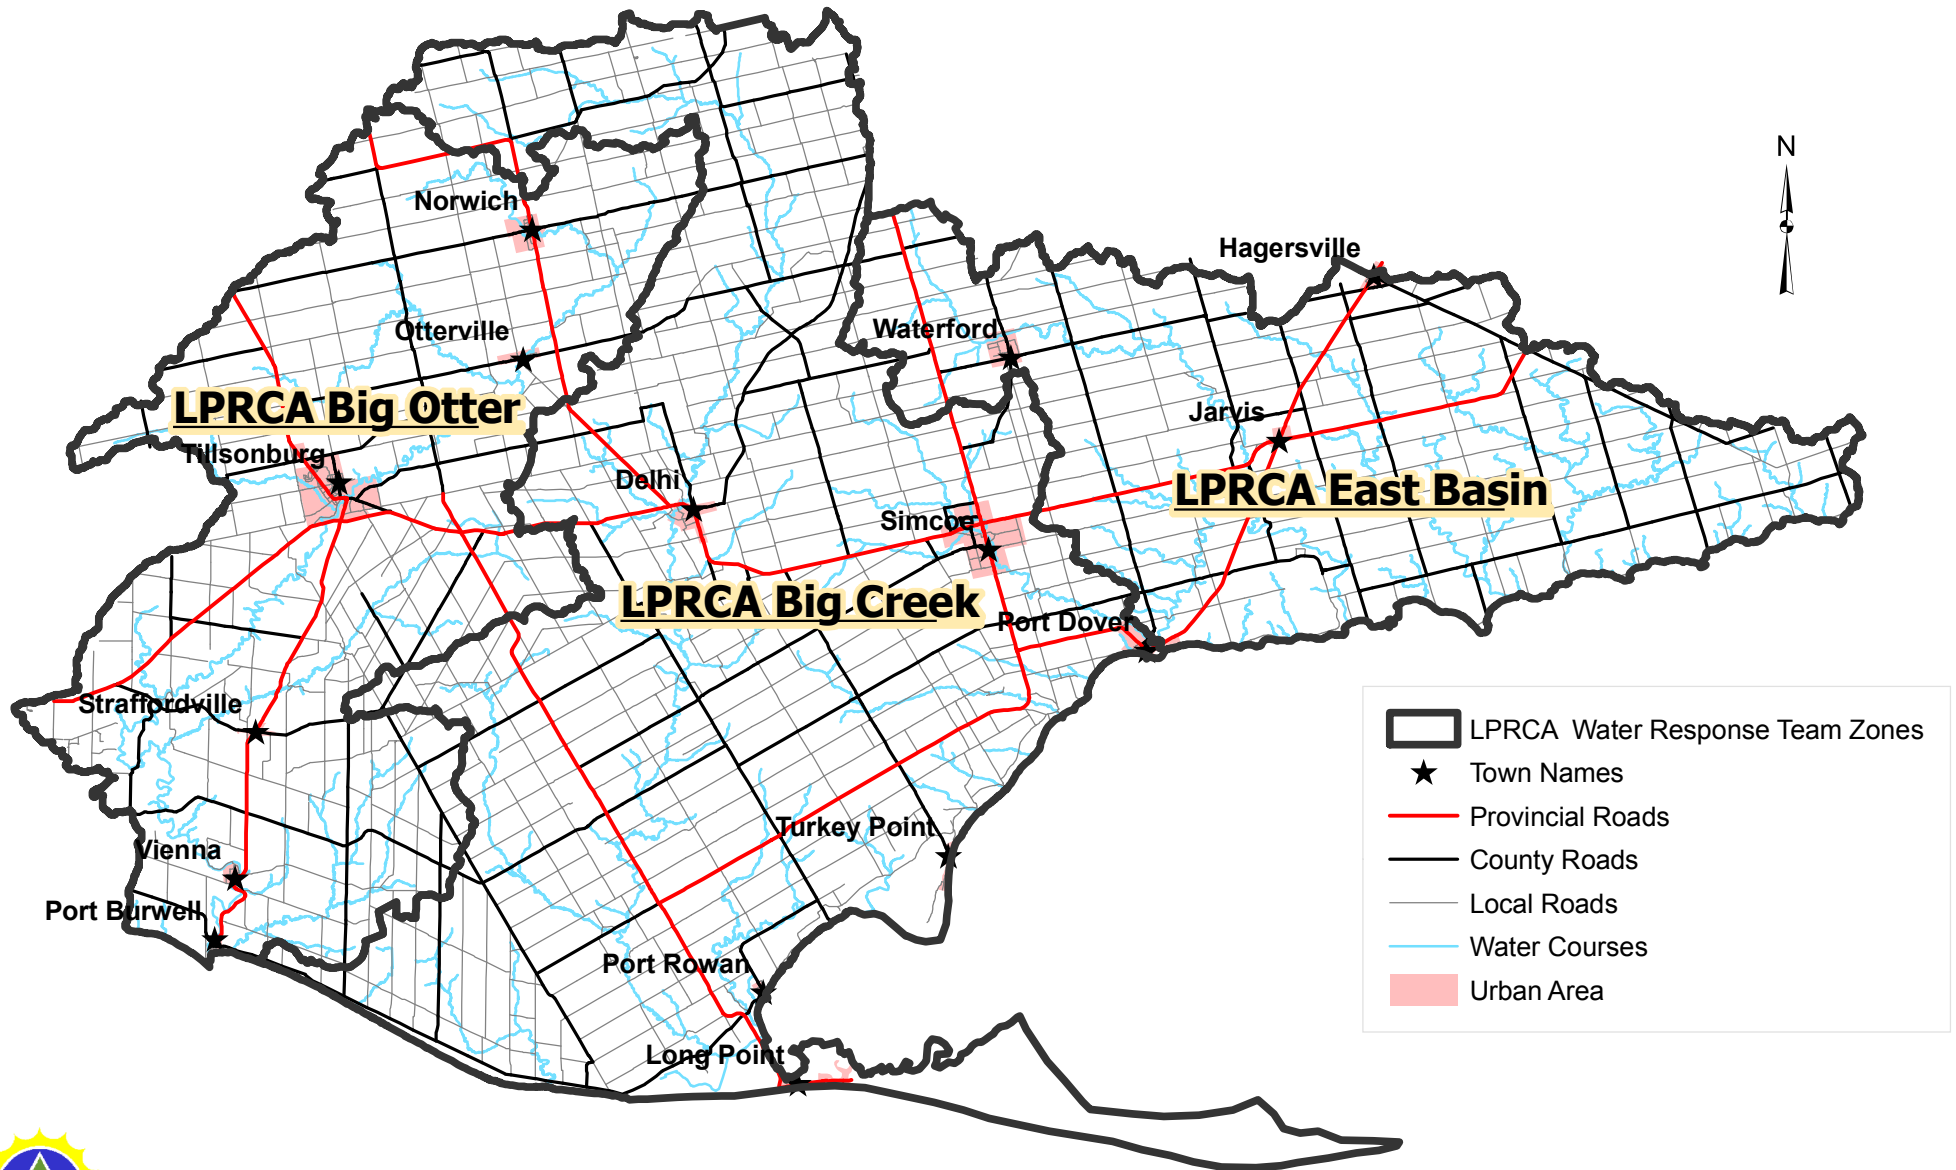 N
Norwich
Hagersville
Otterville
Waterford
LPRCA Big Otter
Jarvis
Tillsonburg
Delhi
LPRCA East Basin
Simcoe
LPRCA Big Creek
Port Dover
Straffordville
Turkey Point
Vienna
Port Burwell
Port Rowan
Long Point
LPRCA  Water Response Team Zones
Town Names
Provincial Roads
County Roads
Local Roads
Water Courses
Urban Area